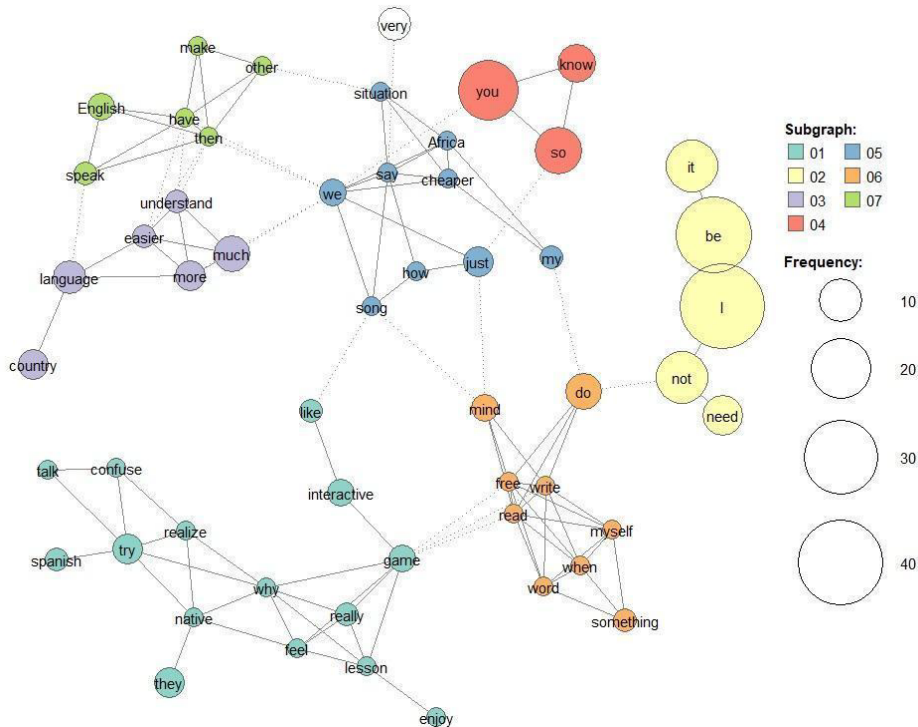 very
make
other
know
situation
you
English
have
then
Africa
so
say
cheaper
speak
we
understand
easier
much
language
more
how
just
my
song
country
it
be
I
not
need
do
mind
like
interactive
free
write
read
myself
when
word
something
talk
confuse
realize
try
spanish
game
why
native
really
feel
lesson
they
enjoy
Subgraph:
01 05
02 06
03 07
04
Frequency:
10
20
30
40